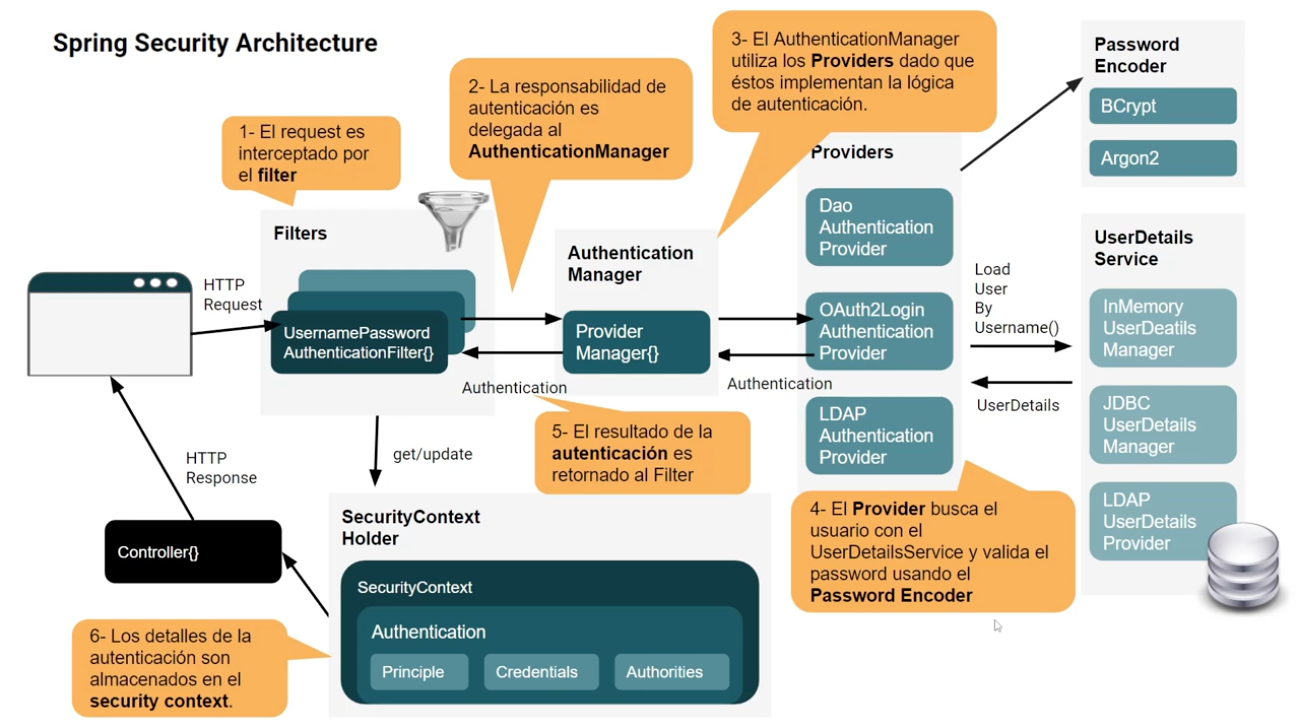 Spring Security Architecture
1- El request es
interceptado por
el filter
2- La responsabilidad de
autenticación es
delegada al
AuthenticationManager
3- El AuthenticationManager
utiliza los Providers dado que
éstos implementan la lógica
de autenticación.
Password
Encoder
BCrypt
Argon2
HTTP
Request
Filters
UsernamePassword
AuthenticationFilter{}
Authentication
Manager
Provider
Manager{}
Authentication
Authentication
Providers
Dao
Authentication
Provider
OAuth2Login
Authentication
Provider
LDAP
Authentication
Provider
Load
User
By
Username()
UserDetails
UserDetails
Service
InMemory
UserDeatils
Manager
JDBC
UserDetails
Manager
LDAP
UserDetails
Provider
4- El Provider busca el
usuario con el
UserDetailsService y valida el
password usando el
Password Encoder
5- El resultado de la
autenticación es
retornado al Filter
get/update
HTTP
Response
Controller{}
SecurityContext
Holder
SecurityContext
Authentication
Principle
Credentials
Authorities
6- Los detalles de la
autenticación son
almacenados en el
security context.